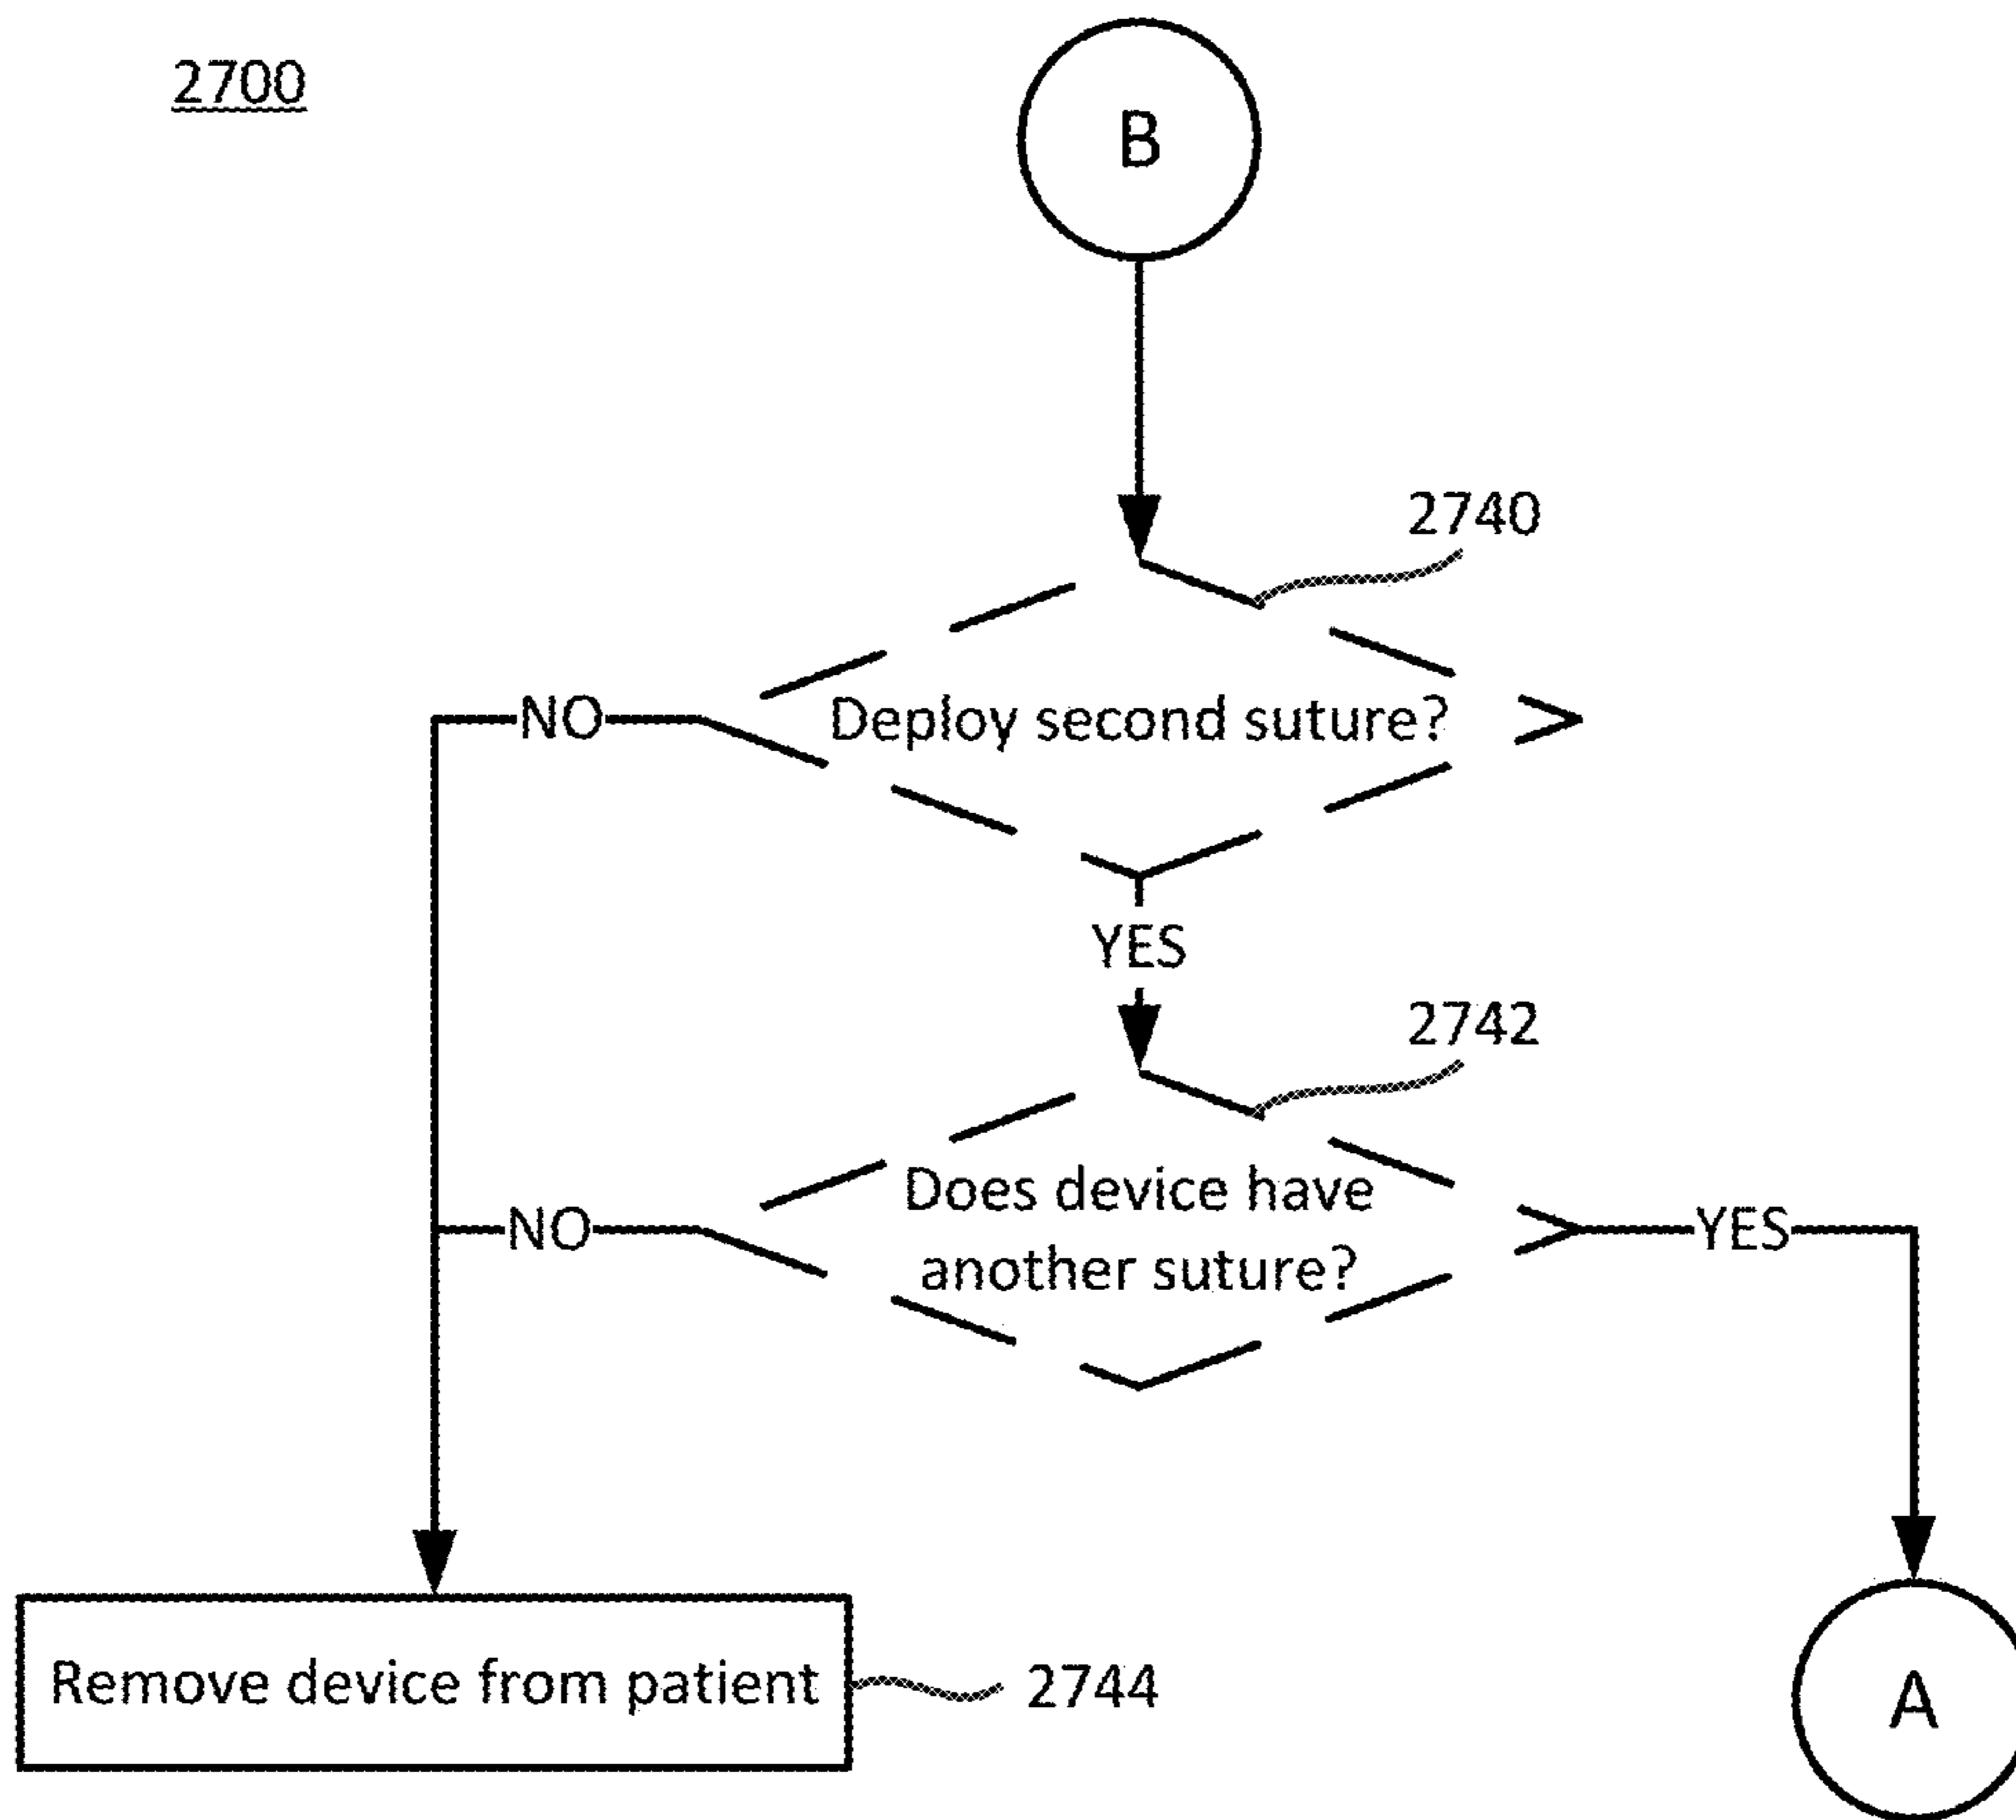 2700
B
2740
NO
Deploy second suture?
YES
2742
Does device have
NO
YES
another suture?
Remove device from patient
2744
A